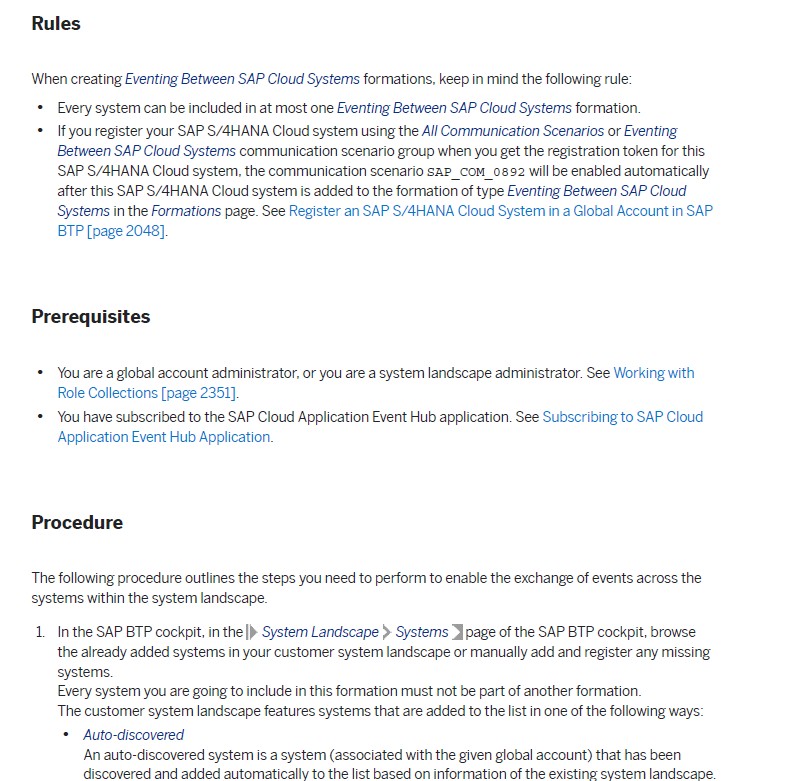 Rules
When creating Eventing Between SAP Cloud Systems formations, keep in mind the following rule:
• Every system can be included in at most one Eventing Between SAP Cloud Systems formation.
• If you register your SAP S/4HANA Cloud system using the All Communication Scenarios or Eventing
Between SAP Cloud Systems communication scenario group when you get the registration token for this
SAP S/4HANA Cloud system, the communication scenario SAP_COM_0892 will be enabled automatically
after this SAP S/4HANA Cloud system is added to the formation of type Eventing Between SAP Cloud
Systems in the Formations page. See Register an SAP S/4HANA Cloud System in a Global Account in SAP
BTP [page 2048].
Prerequisites
• You are a global account administrator, or you are a system landscape administrator. See Working with
Role Collections [page 2351].
• You have subscribed to the SAP Cloud Application Event Hub application. See Subscribing to SAP Cloud
Application Event Hub Application.
Procedure
The following procedure outlines the steps you need to perform to enable the exchange of events across the
systems within the system landscape.
1. In the SAP BTP cockpit, in the System Landscape > Systems page of the SAP BTP cockpit, browse
the already added systems in your customer system landscape or manually add and register any missing
systems.
Every system you are going to include in this formation must not be part of another formation.
The customer system landscape features systems that are added to the list in one of the following ways:
• Auto-discovered
An auto-discovered system is a system (associated with the given global account) that has been
discovered and added automatically to the list based on information of the existing system landscape.